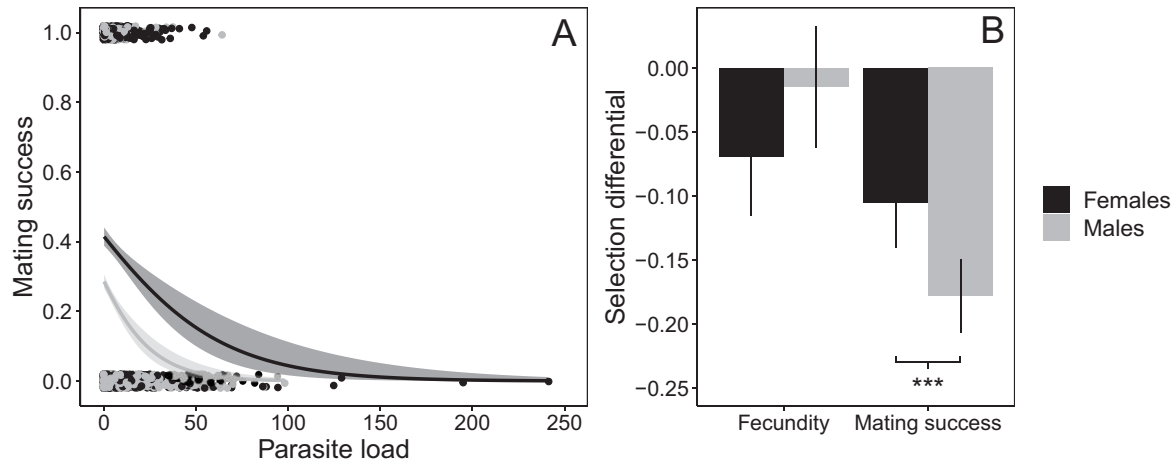 A
Mating success
1.0
0.8
0.6
0.4
0.2
0.0
0
50
100
150
200
250
Parasite load
B
Selection differential
0.00
−0.05
−0.10
−0.15
−0.20
−0.25
***
Fecundity
Mating success
Females
Males